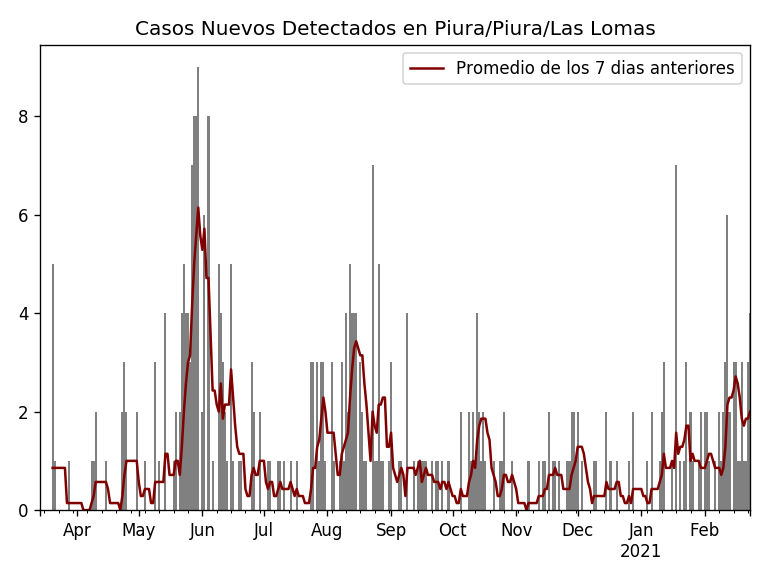 Casos Nuevos Detectados en Piura/Piura/Las Lomas
Promedio de los 7 dias anteriores
8
6
4
2
0
Apr May Jun Jul Aug Sep Oct Nov Dec Jan Feb
2021